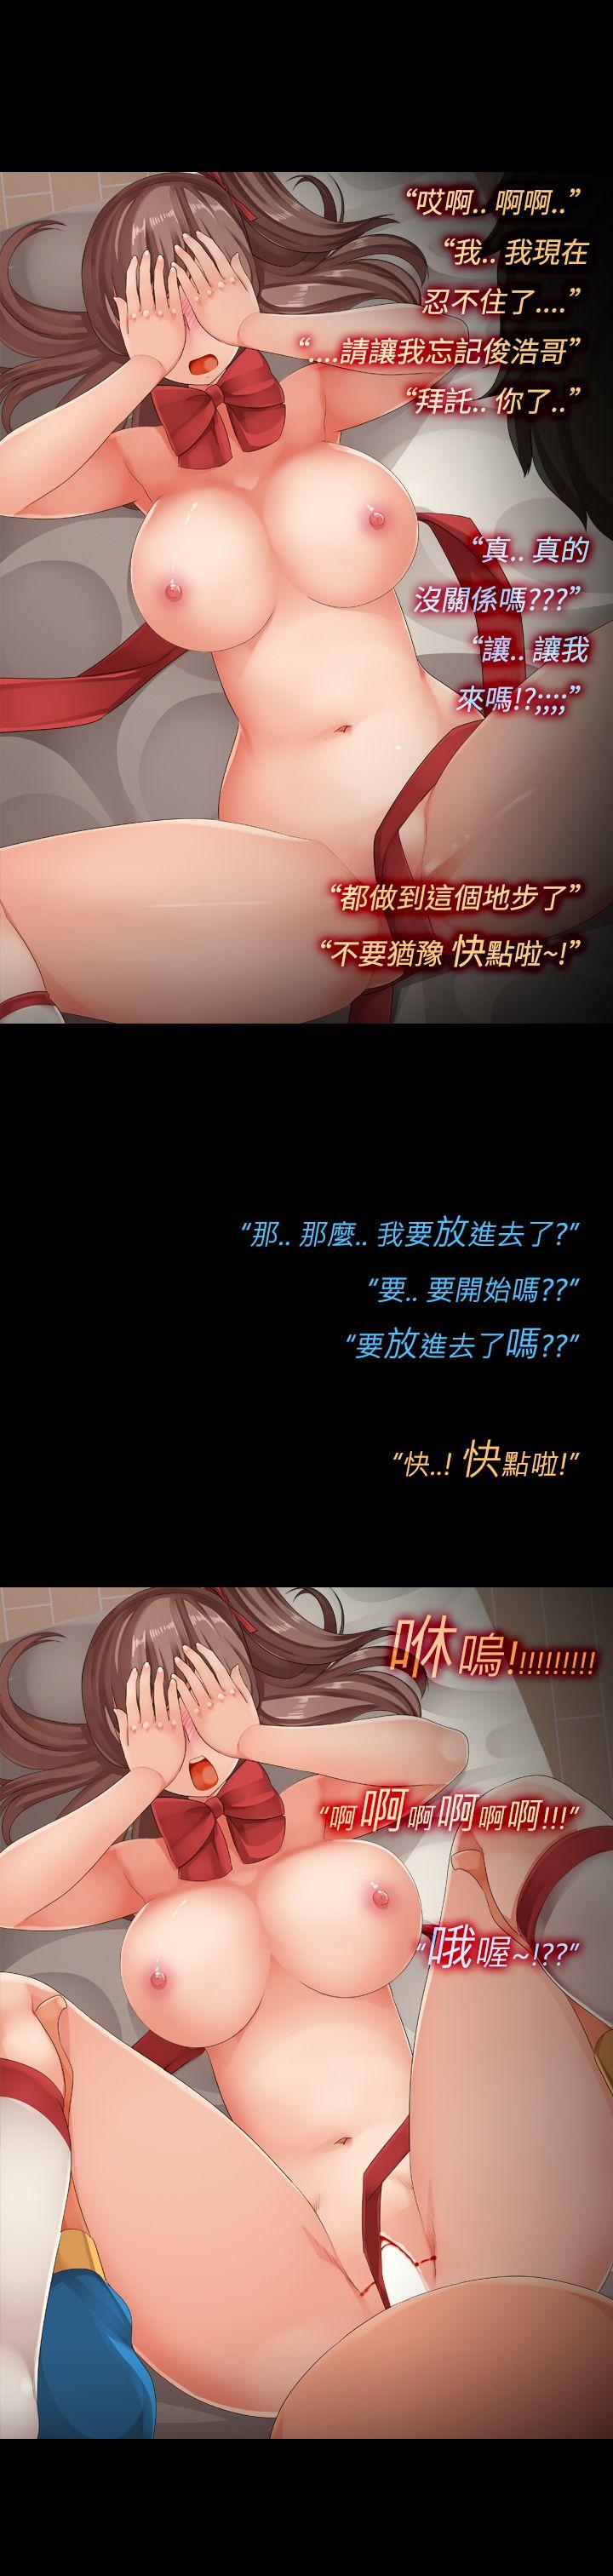 “哎啊.. 啊啊..”
“我.. 我現在
忍不住了....”
“....請讓我忘記俊浩哥”
“拜託.. 你了..”
“真.. 真的
沒關係嗎???”
“讓.. 讓我
來嗎!?;;;;”
“都做到這個地步了”
“不要猶豫 快點啦~!”
“那.. 那麼.. 我要放進去了?”
“要.. 要開始嗎??”
“要放進去了嗎??”
“快..! 快點啦!”
咻嗚!!!!!!!!!!
“啊啊啊啊啊啊!!!”
“哦喔~!??”